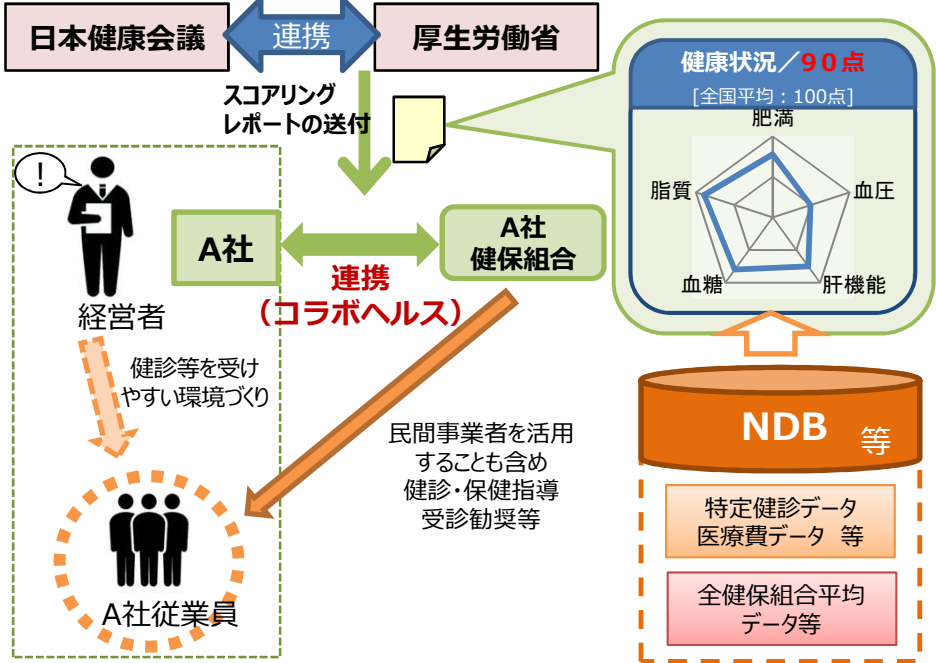 日本健康会議
連携
厚生労働省
スコアリング
レポートの送付
健康状況／９０点
[全国平均：100点]
肥満
血圧
肝機能
血糖
脂質
!
経営者
A社
連携
（コラボヘルス）
A社
健保組合
健診等を受け
やすい環境づくり
民間事業者を活用
することも含め
健診・保健指導
受診勧奨等
A社従業員
NDB 等
特定健診データ
医療費データ 等
全健保組合平均
データ等